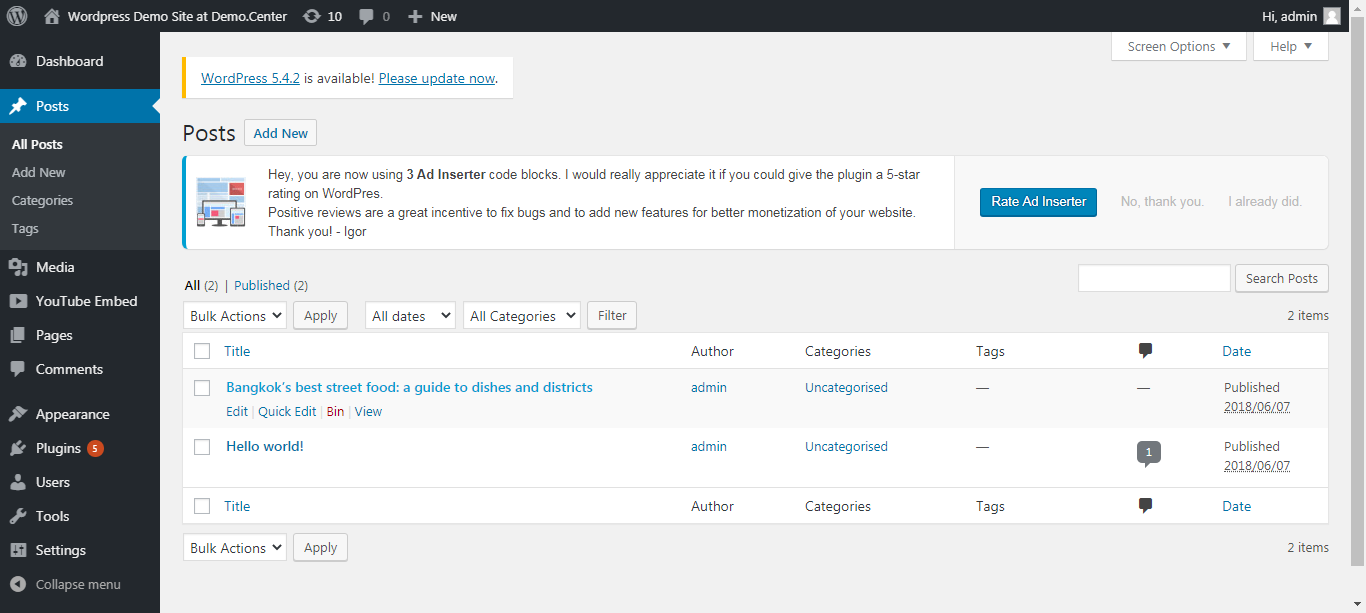 Wordpress Demo Site at Demo.Center 10 0 New Hi, admin
Screen Options Help
Dashboard
Posts
All Posts
Add New
Categories
Tags
Media
YouTube Embed
Pages
Comments
Appearance
Plugins 5
Users
Tools
Settings
Collapse menu
WordPress 5.4.2 is available! Please update now.
Posts Add New
Hey, you are now using 3 Ad Inserter code blocks. I would really appreciate it if you could give the plugin a 5-star
rating on WordPres.
Positive reviews are a great incentive to fix bugs and to add new features for better monetization of your website.
Thank you! - Igor
Rate Ad Inserter No, thank you. I already did.
All (2) | Published (2)
Search Posts
Bulk Actions Apply All dates All Categories Filter 2 items
Title Author Categories Tags Date
Bangkok’s best street food: a guide to dishes and districts admin Uncategorised — — Published
2018/06/07
Edit | Quick Edit | Bin | View
Hello world! admin Uncategorised — 1 Published
2018/06/07
Title Author Categories Tags Date
Bulk Actions Apply 2 items